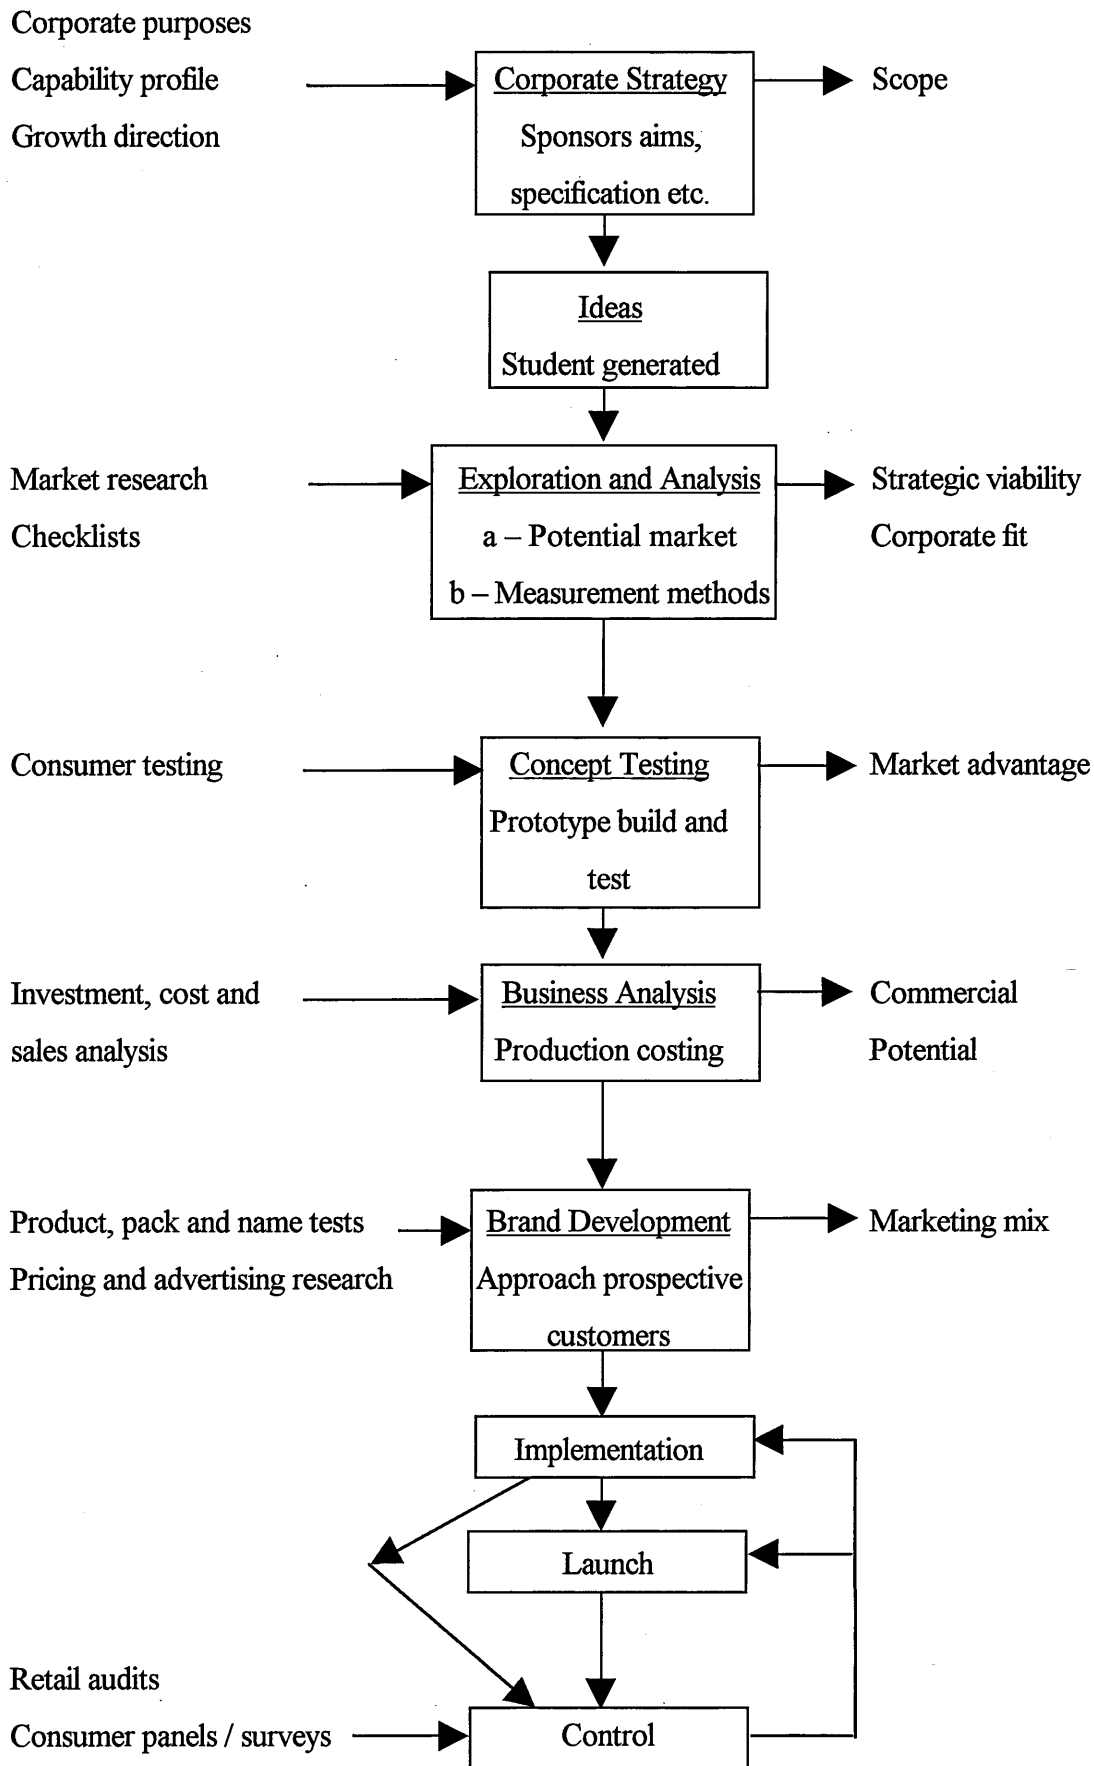 Corporate purposes
Capability profile
Growth direction
Corporate Strategy
Sponsors aims,
specification etc.
Scope
Ideas
Student generated
Market research
Checklists
Exploration and Analysis
a – Potential market
b – Measurement methods
Strategic viability
Corporate fit
Consumer testing
Concept Testing
Prototype build and
test
Market advantage
Investment, cost and
sales analysis
Business Analysis
Production costing
Commercial
Potential
Product, pack and name tests
Pricing and advertising research
Brand Development
Approach prospective
customers
Marketing mix
Implementation
Launch
Retail audits
Consumer panels / surveys
Control